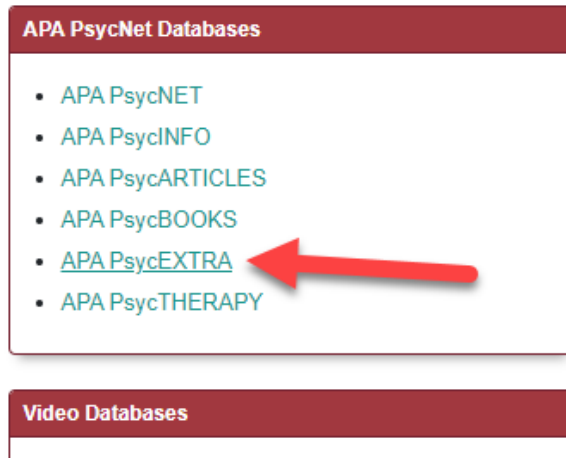 APA PsycNet Databases
APA PsycNET
APA PsycINFO
APA PsycARTICLES
APA PsycBOOKS
APA PsycEXTRA
APA PsycTHERAPY
Video Databases